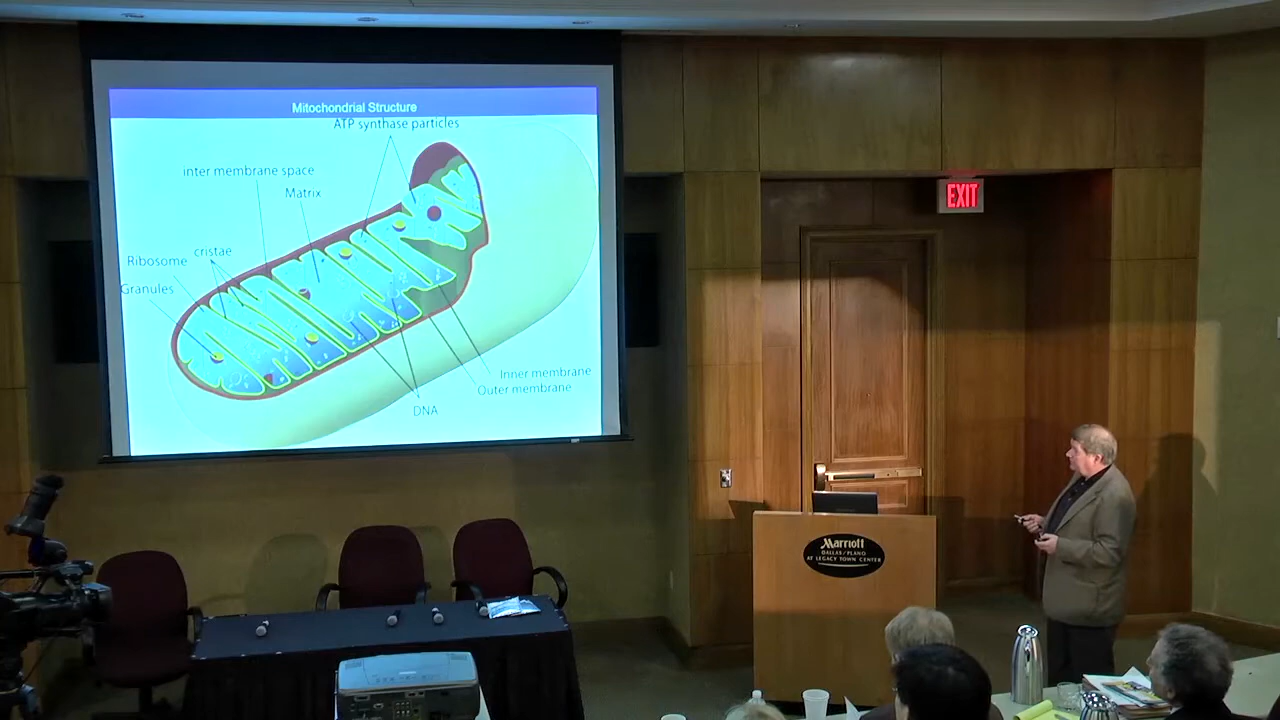 Mitochondrial Structure
ATP synthase particles
inter membrane space
Matrix
cristae
Ribosome
Granules
Inner membrane
Outer membrane
DNA
EXIT
Marriott
DALLAS/PLANO
AT LEGACY TOWN CENTER